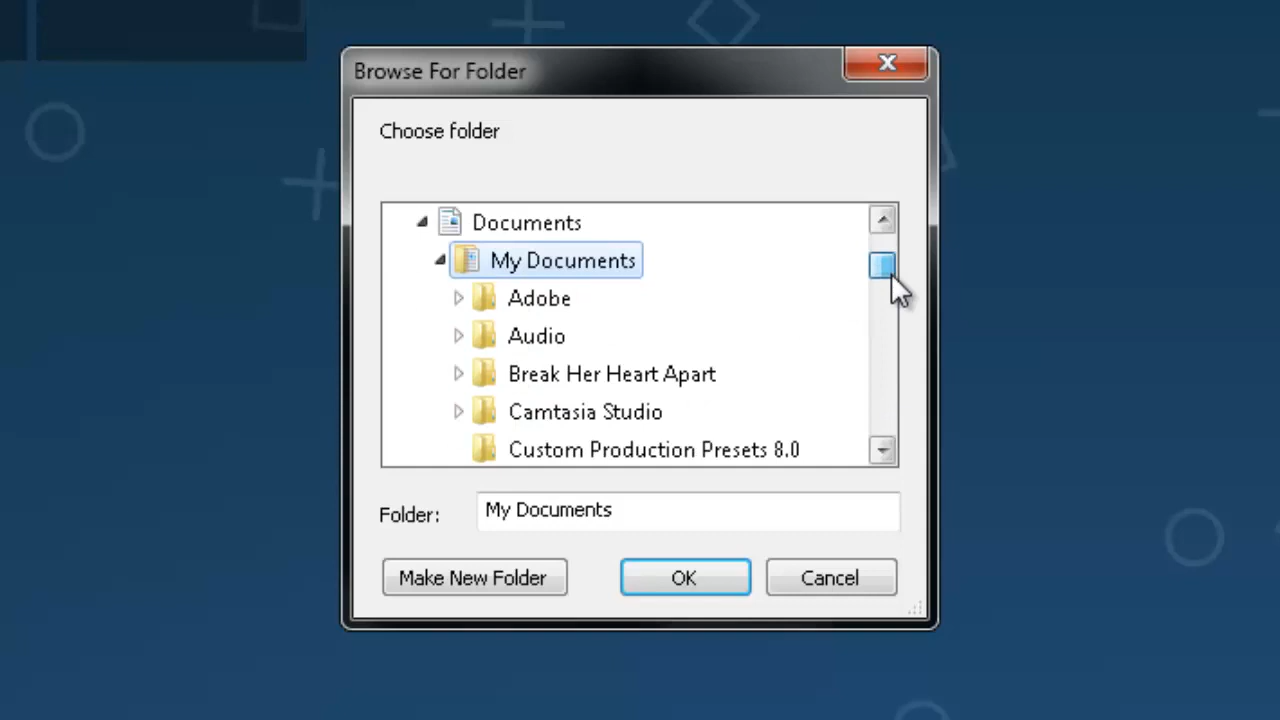 Browse For Folder
Choose folder
Documents
My Documents
Adobe
Audio
Break Her Heart Apart
Camtasia Studio
Custom Production Presets 8.0
Folder: My Documents
Make New Folder OK Cancel